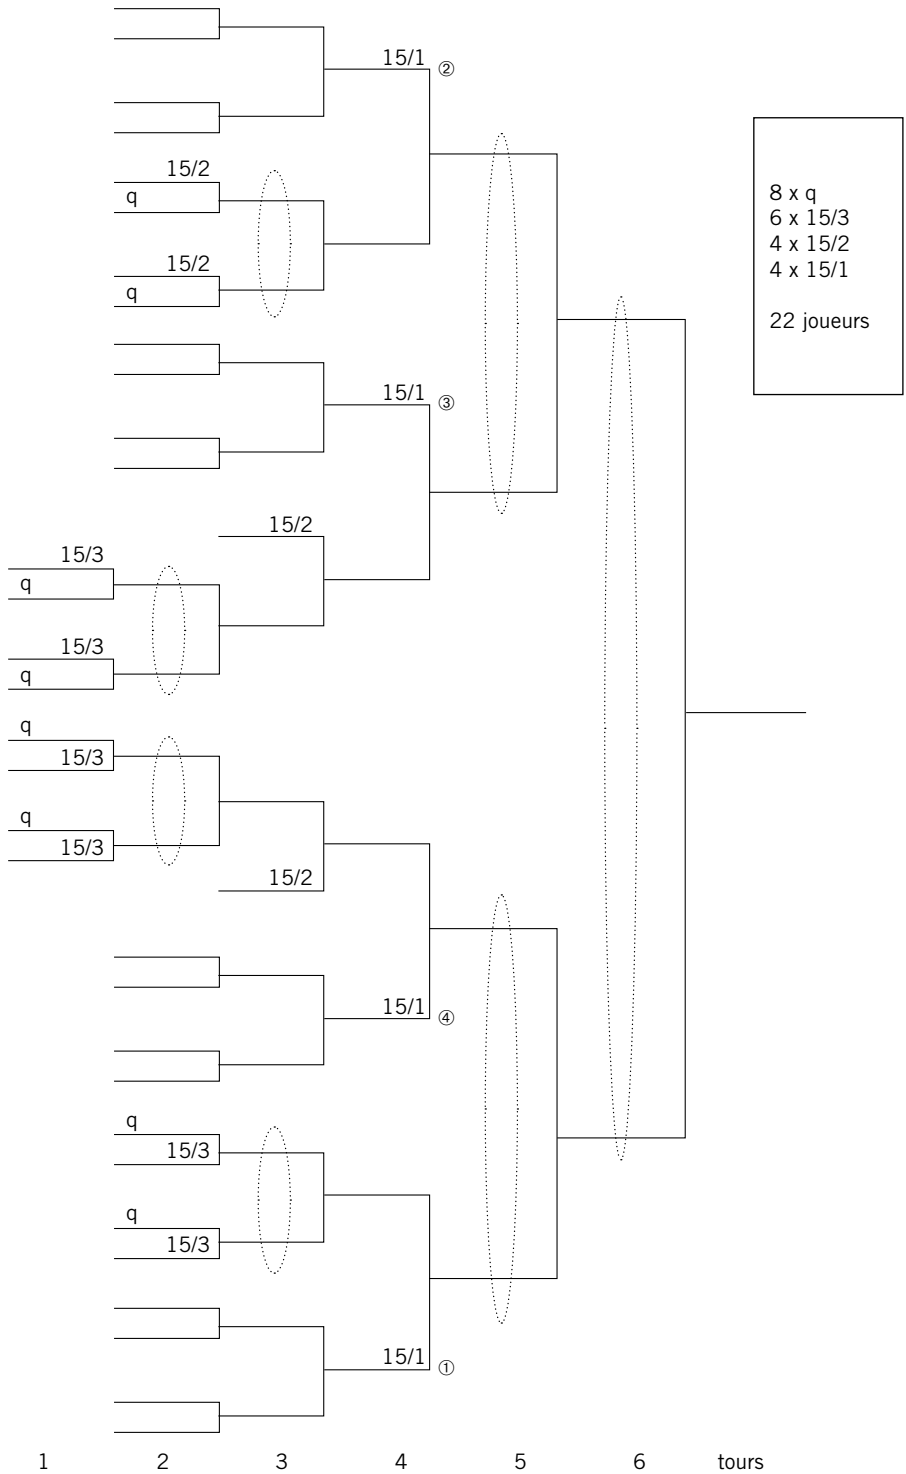 15/1 ②
15/2
q
15/2
q
8 x q
6 x 15/3
4 x 15/2
4 x 15/1
22 joueurs
15/1 ③
15/2
15/3
q
15/3
q
q
15/3
q
15/3
15/2
15/1 ④
q
15/3
q
15/3
15/1 ①
1 2 3 4 5 6 tours